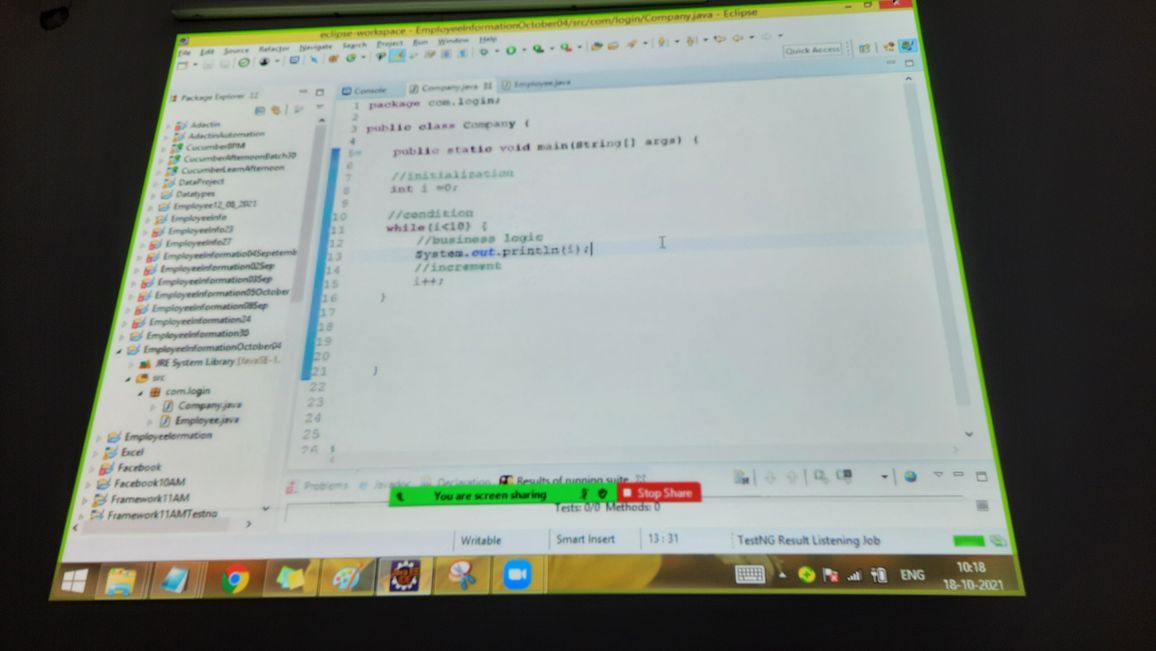 eclipse-workspace - EmployeeInformationOctober04/src/com/login/Company.java - Eclipse
File Edit Source Refactor Navigate Search Project Run Window Help
Quick Access
Package Explorer
Adactin
AdactinAutomation
CucumberBPM
CucumberAfternoonBatch30
CucumberLearnAfternoon
DataProject
Datatypes
Employee12_08_2021
EmployeeInfo
EmployeeInfo23
EmployeeInfo27
EmployeeInformatio04Sepetemb
EmployeeInformation02Sep
EmployeeInformation03Sep
EmployeeInformation05October
EmployeeInformation08Sep
EmployeeInformation24
EmployeeInformation30
EmployeeInformationOctober04
JRE System Library [JavaSE-1.
src
com.login
Company.java
Employee.java
EmployeeIormation
Excel
Facebook
Facebook10AM
Framework11AM
Framework11AMTestng
Console Company.java Employee.java
1 package com.login;
2
3 public class Company {
4
5 public static void main(String[] args) {
6
7 //initialization
8 int i =0;
9
10 //condition
11 while(i<10) {
12 //business logic
13 System.out.println(i);
14 //increment
15 i++;
16 }
17
18
19
20
21 }
22
23
24
25
26
Problems Javadoc Declaration Results of running suite
You are screen sharing Stop Share
Tests: 0/0 Methods: 0
Writable Smart Insert 13 : 31 TestNG Result Listening Job
ENG 10:18
18-10-2021